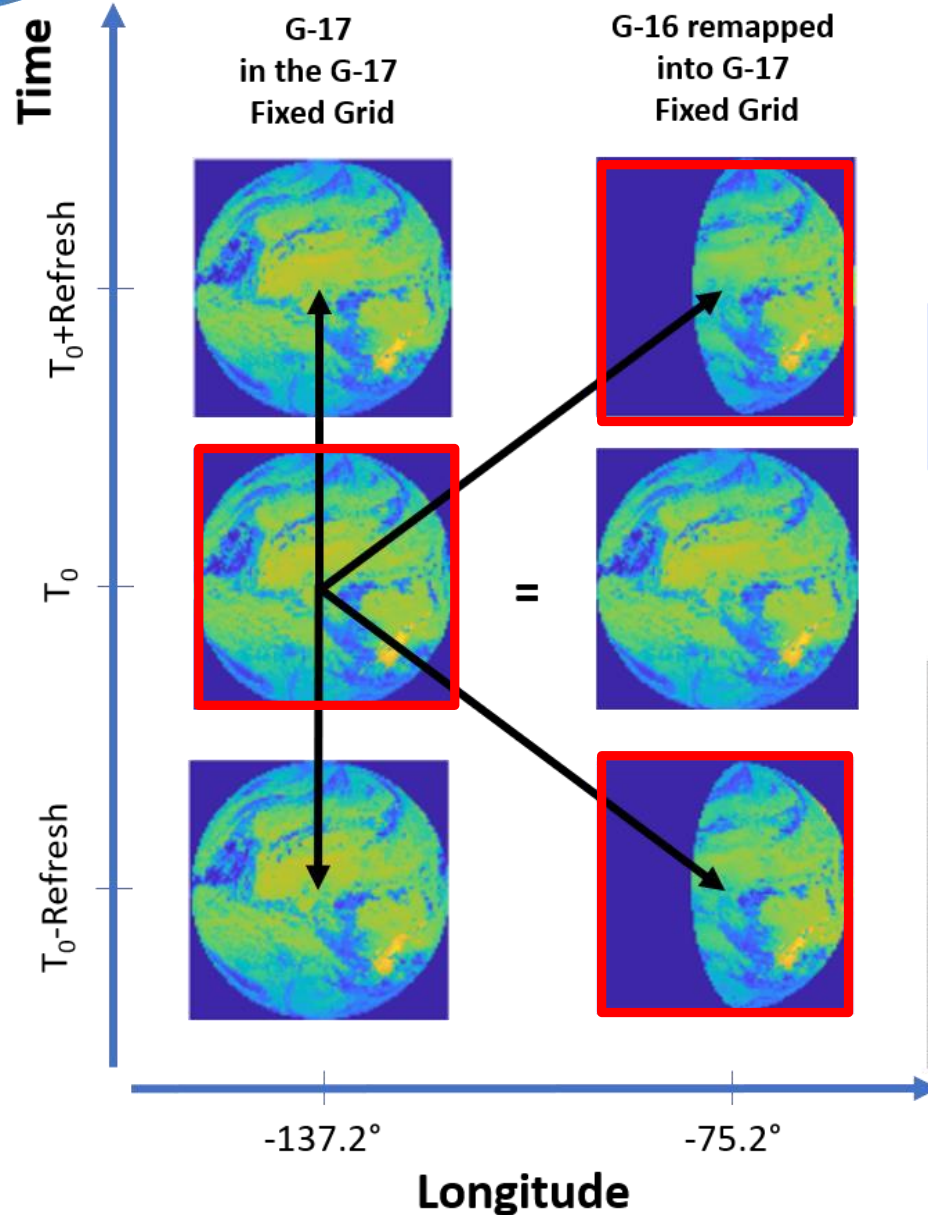 Time
G-17
in the G-17
Fixed Grid
G-16 remapped
into G-17
Fixed Grid
T₀+Refresh
T₀
=
T₀-Refresh
-137.2°
-75.2°
Longitude